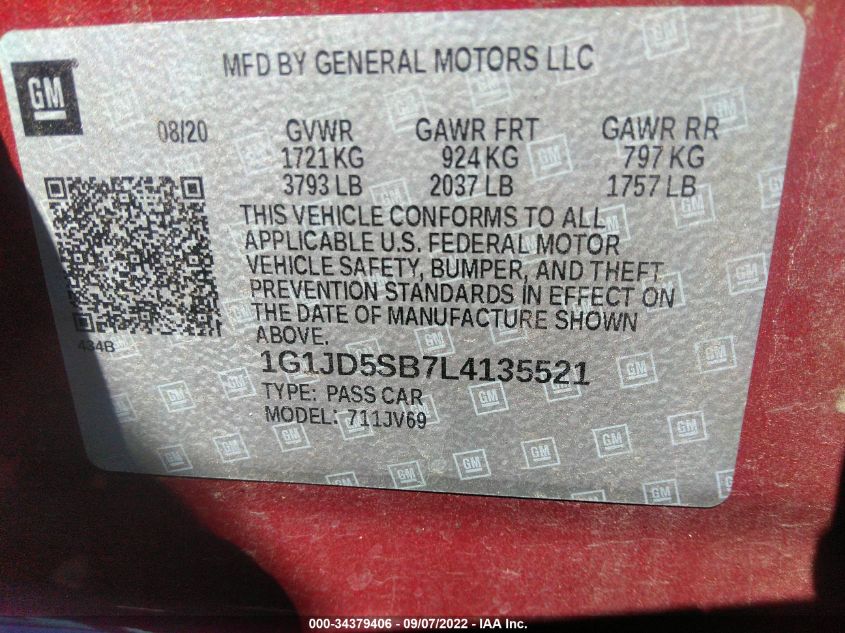 MFD BY GENERAL MOTORS LLC
GM
08/20 GVWR GAWR FRT GAWR RR
1721 KG 924 KG 797 KG
3793 LB 2037 LB 1757 LB
THIS VEHICLE CONFORMS TO ALL
APPLICABLE U.S. FEDERAL MOTOR
VEHICLE SAFETY, BUMPER, AND THEFT
PREVENTION STANDARDS IN EFFECT ON
THE DATE OF MANUFACTURE SHOWN
ABOVE.
434B
1G1JD5SB7L4135521
TYPE: PASS CAR
MODEL: 711JV69
000-34379406 - 09/07/2022 - IAA Inc.